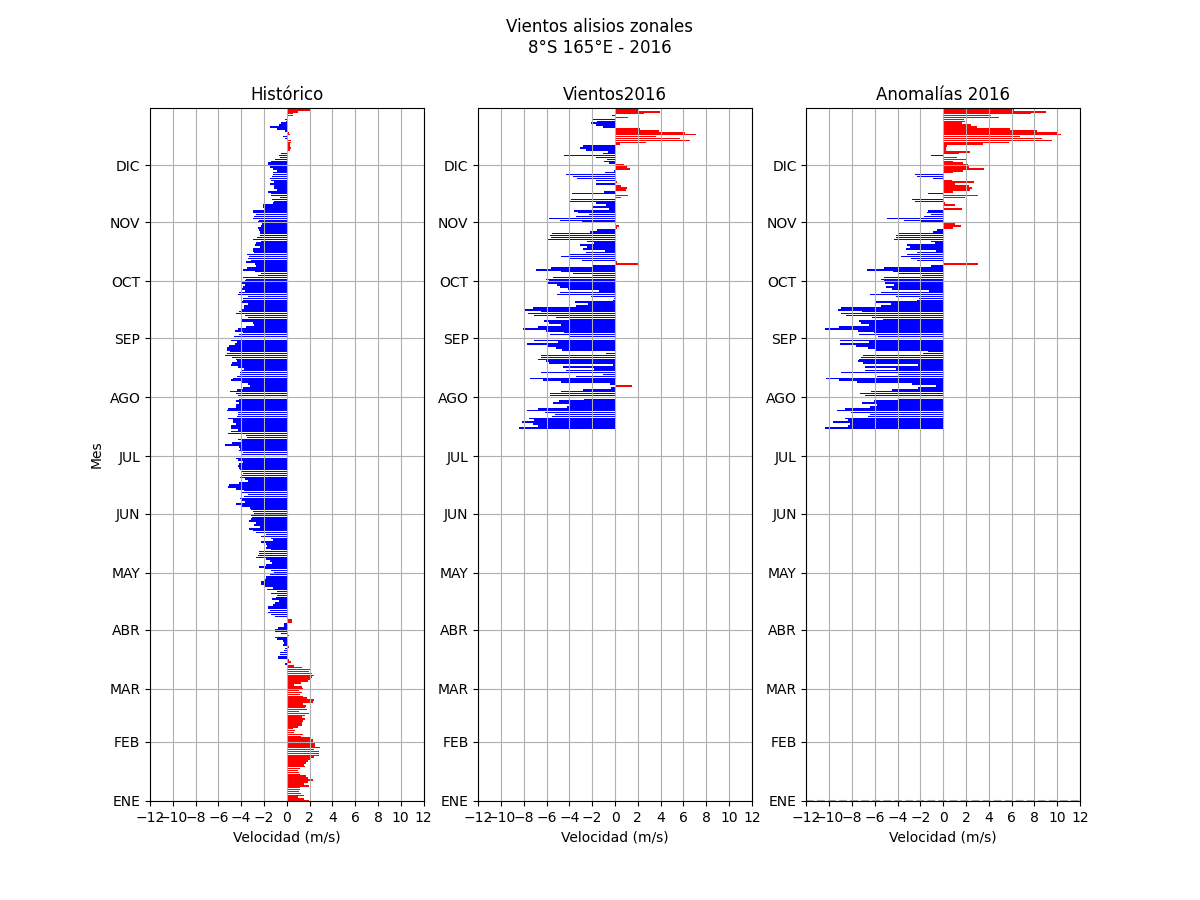 Vientos alisios zonales
8°S 165°E - 2016
Histórico
Vientos2016
Anomalías 2016
Mes
DIC
NOV
OCT
SEP
AGO
JUL
JUN
MAY
ABR
MAR
FEB
ENE
−12 −10 −8 −6 −4 −2 0 2 4 6 8 10 12
Velocidad (m/s)
DIC
NOV
OCT
SEP
AGO
JUL
JUN
MAY
ABR
MAR
FEB
ENE
−12 −10 −8 −6 −4 −2 0 2 4 6 8 10 12
Velocidad (m/s)
DIC
NOV
OCT
SEP
AGO
JUL
JUN
MAY
ABR
MAR
FEB
ENE
−12 −10 −8 −6 −4 −2 0 2 4 6 8 10 12
Velocidad (m/s)